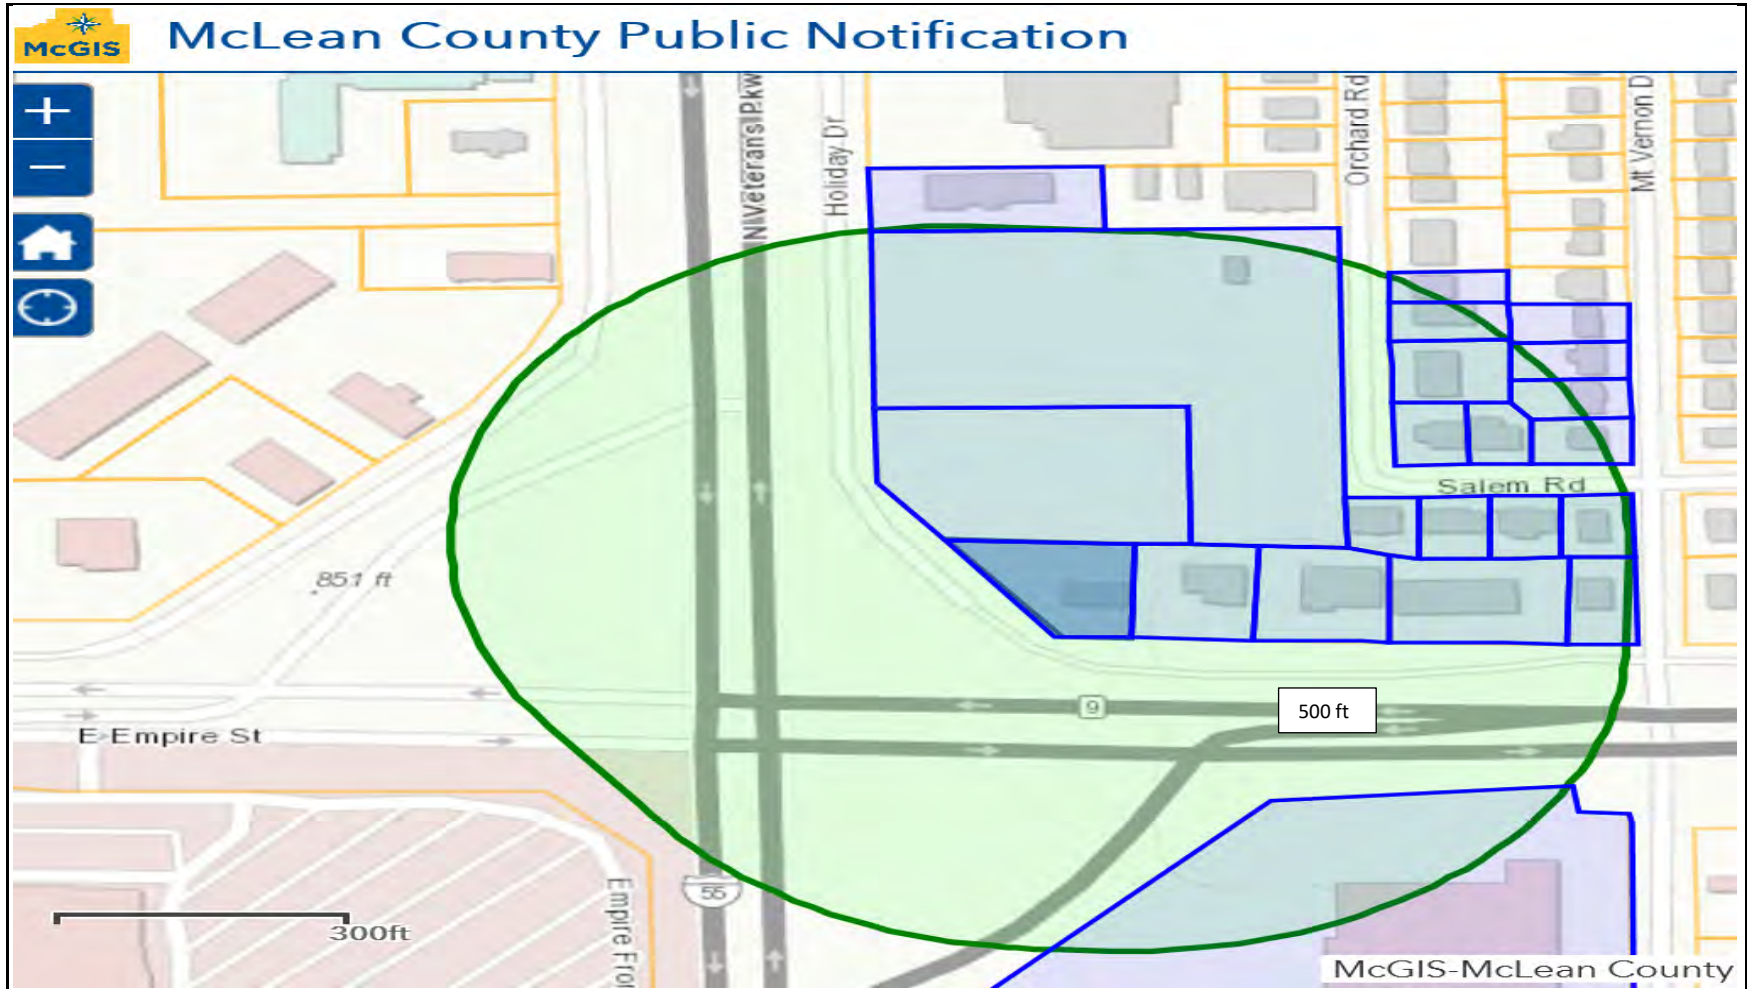 McGIS
McLean County Public Notification
+
−
N Veterans Pkw
Holiday Dr
Orchard Rd
Mt Vernon D
Salem Rd
851 ft
9
500 ft
E Empire St
55
Empire Fro
300ft
McGIS-McLean County